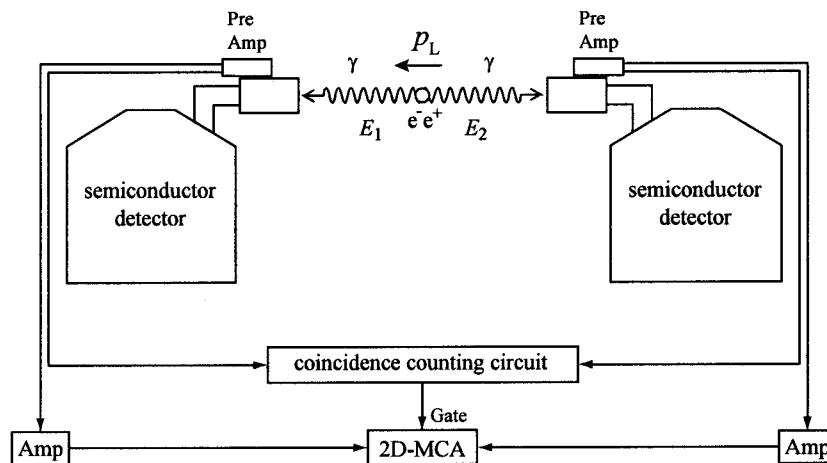 Pre
Amp
Pre
Amp
p_L
γ
γ
E_1
e⁻e⁺
E_2
semiconductor
detector
semiconductor
detector
coincidence counting circuit
Gate
Amp
2D-MCA
Amp